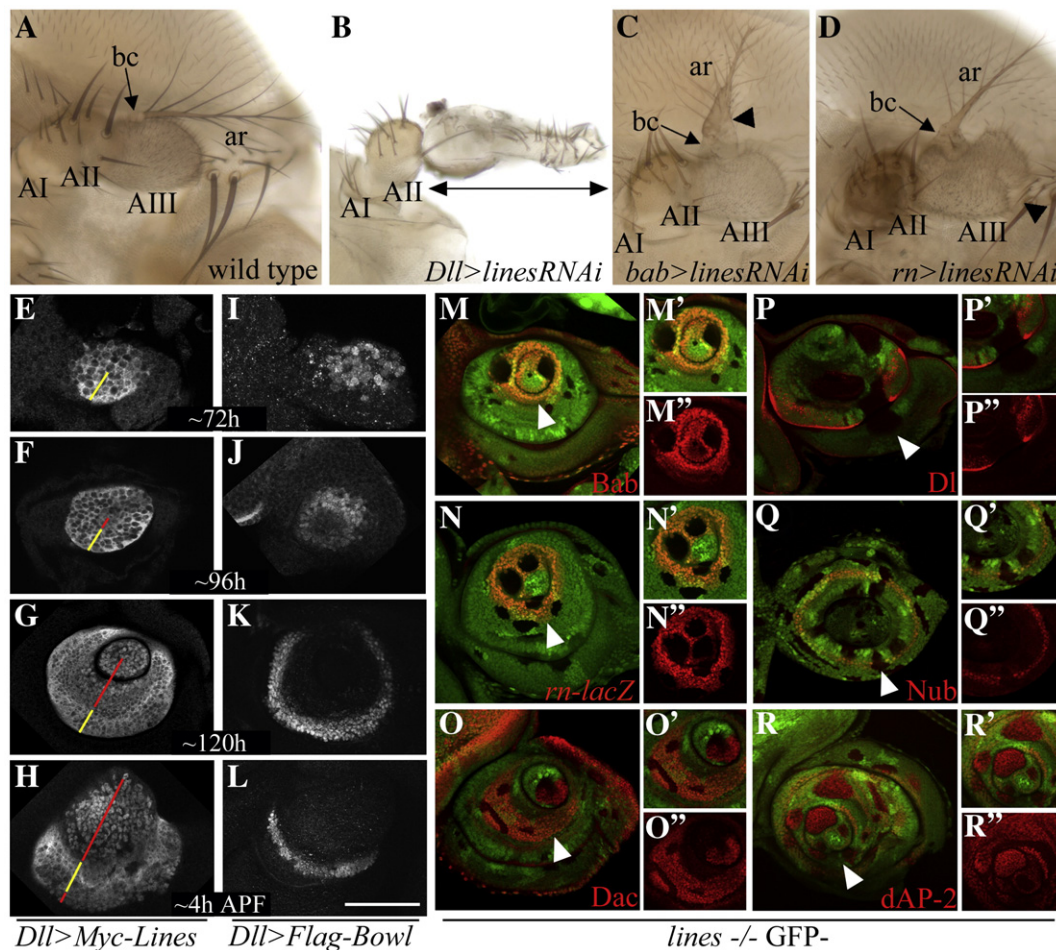 A
bc
ar
AI
AII
AIII
wild type
B
AI
AII
Dll>linesRNAi
C
ar
bc
AI
AII
AIII
bab>linesRNAi
D
ar
bc
AI
AII
AIII
rn>linesRNAi
E
I
~72h
F
J
~96h
G
K
~120h
H
L
~4h APF
Dll>Myc-Lines
Dll>Flag-Bowl
M
Bab
M'
M"
P
Dl
P'
P"
N
rn-lacZ
N'
N"
Q
Nub
Q'
Q"
O
Dac
O'
O"
R
dAP-2
R'
R"
lines -/- GFP-